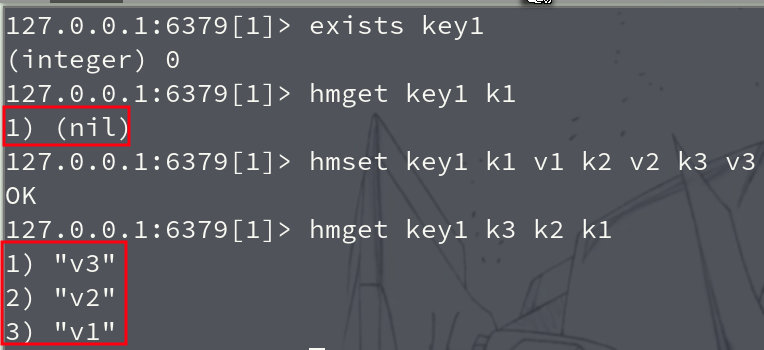 127.0.0.1:6379[1]> exists key1
(integer) 0
127.0.0.1:6379[1]> hmget key1 k1
1) (nil)
127.0.0.1:6379[1]> hmset key1 k1 v1 k2 v2 k3 v3
OK
127.0.0.1:6379[1]> hmget key1 k3 k2 k1
1) "v3"
2) "v2"
3) "v1"